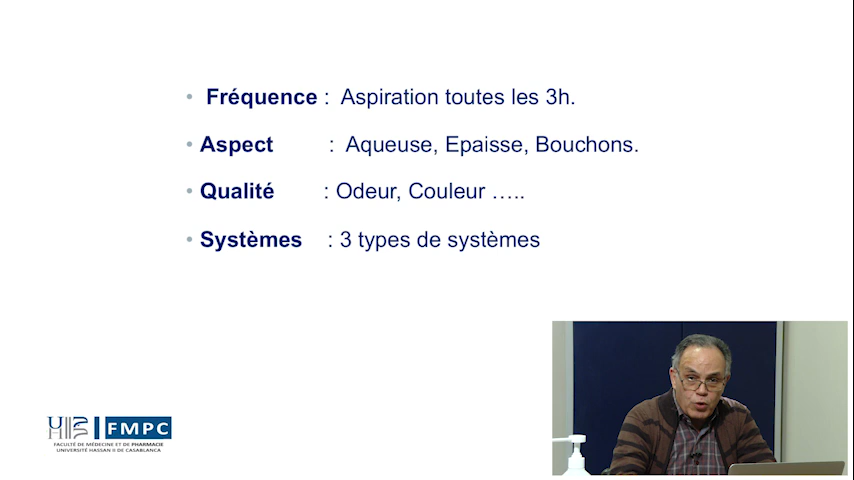 • Fréquence : Aspiration toutes les 3h.
• Aspect : Aqueuse, Epaisse, Bouchons.
• Qualité : Odeur, Couleur …..
• Systèmes : 3 types de systèmes
FMPC
FACULTÉ DE MÉDECINE ET DE PHARMACIE
UNIVERSITÉ HASSAN II DE CASABLANCA